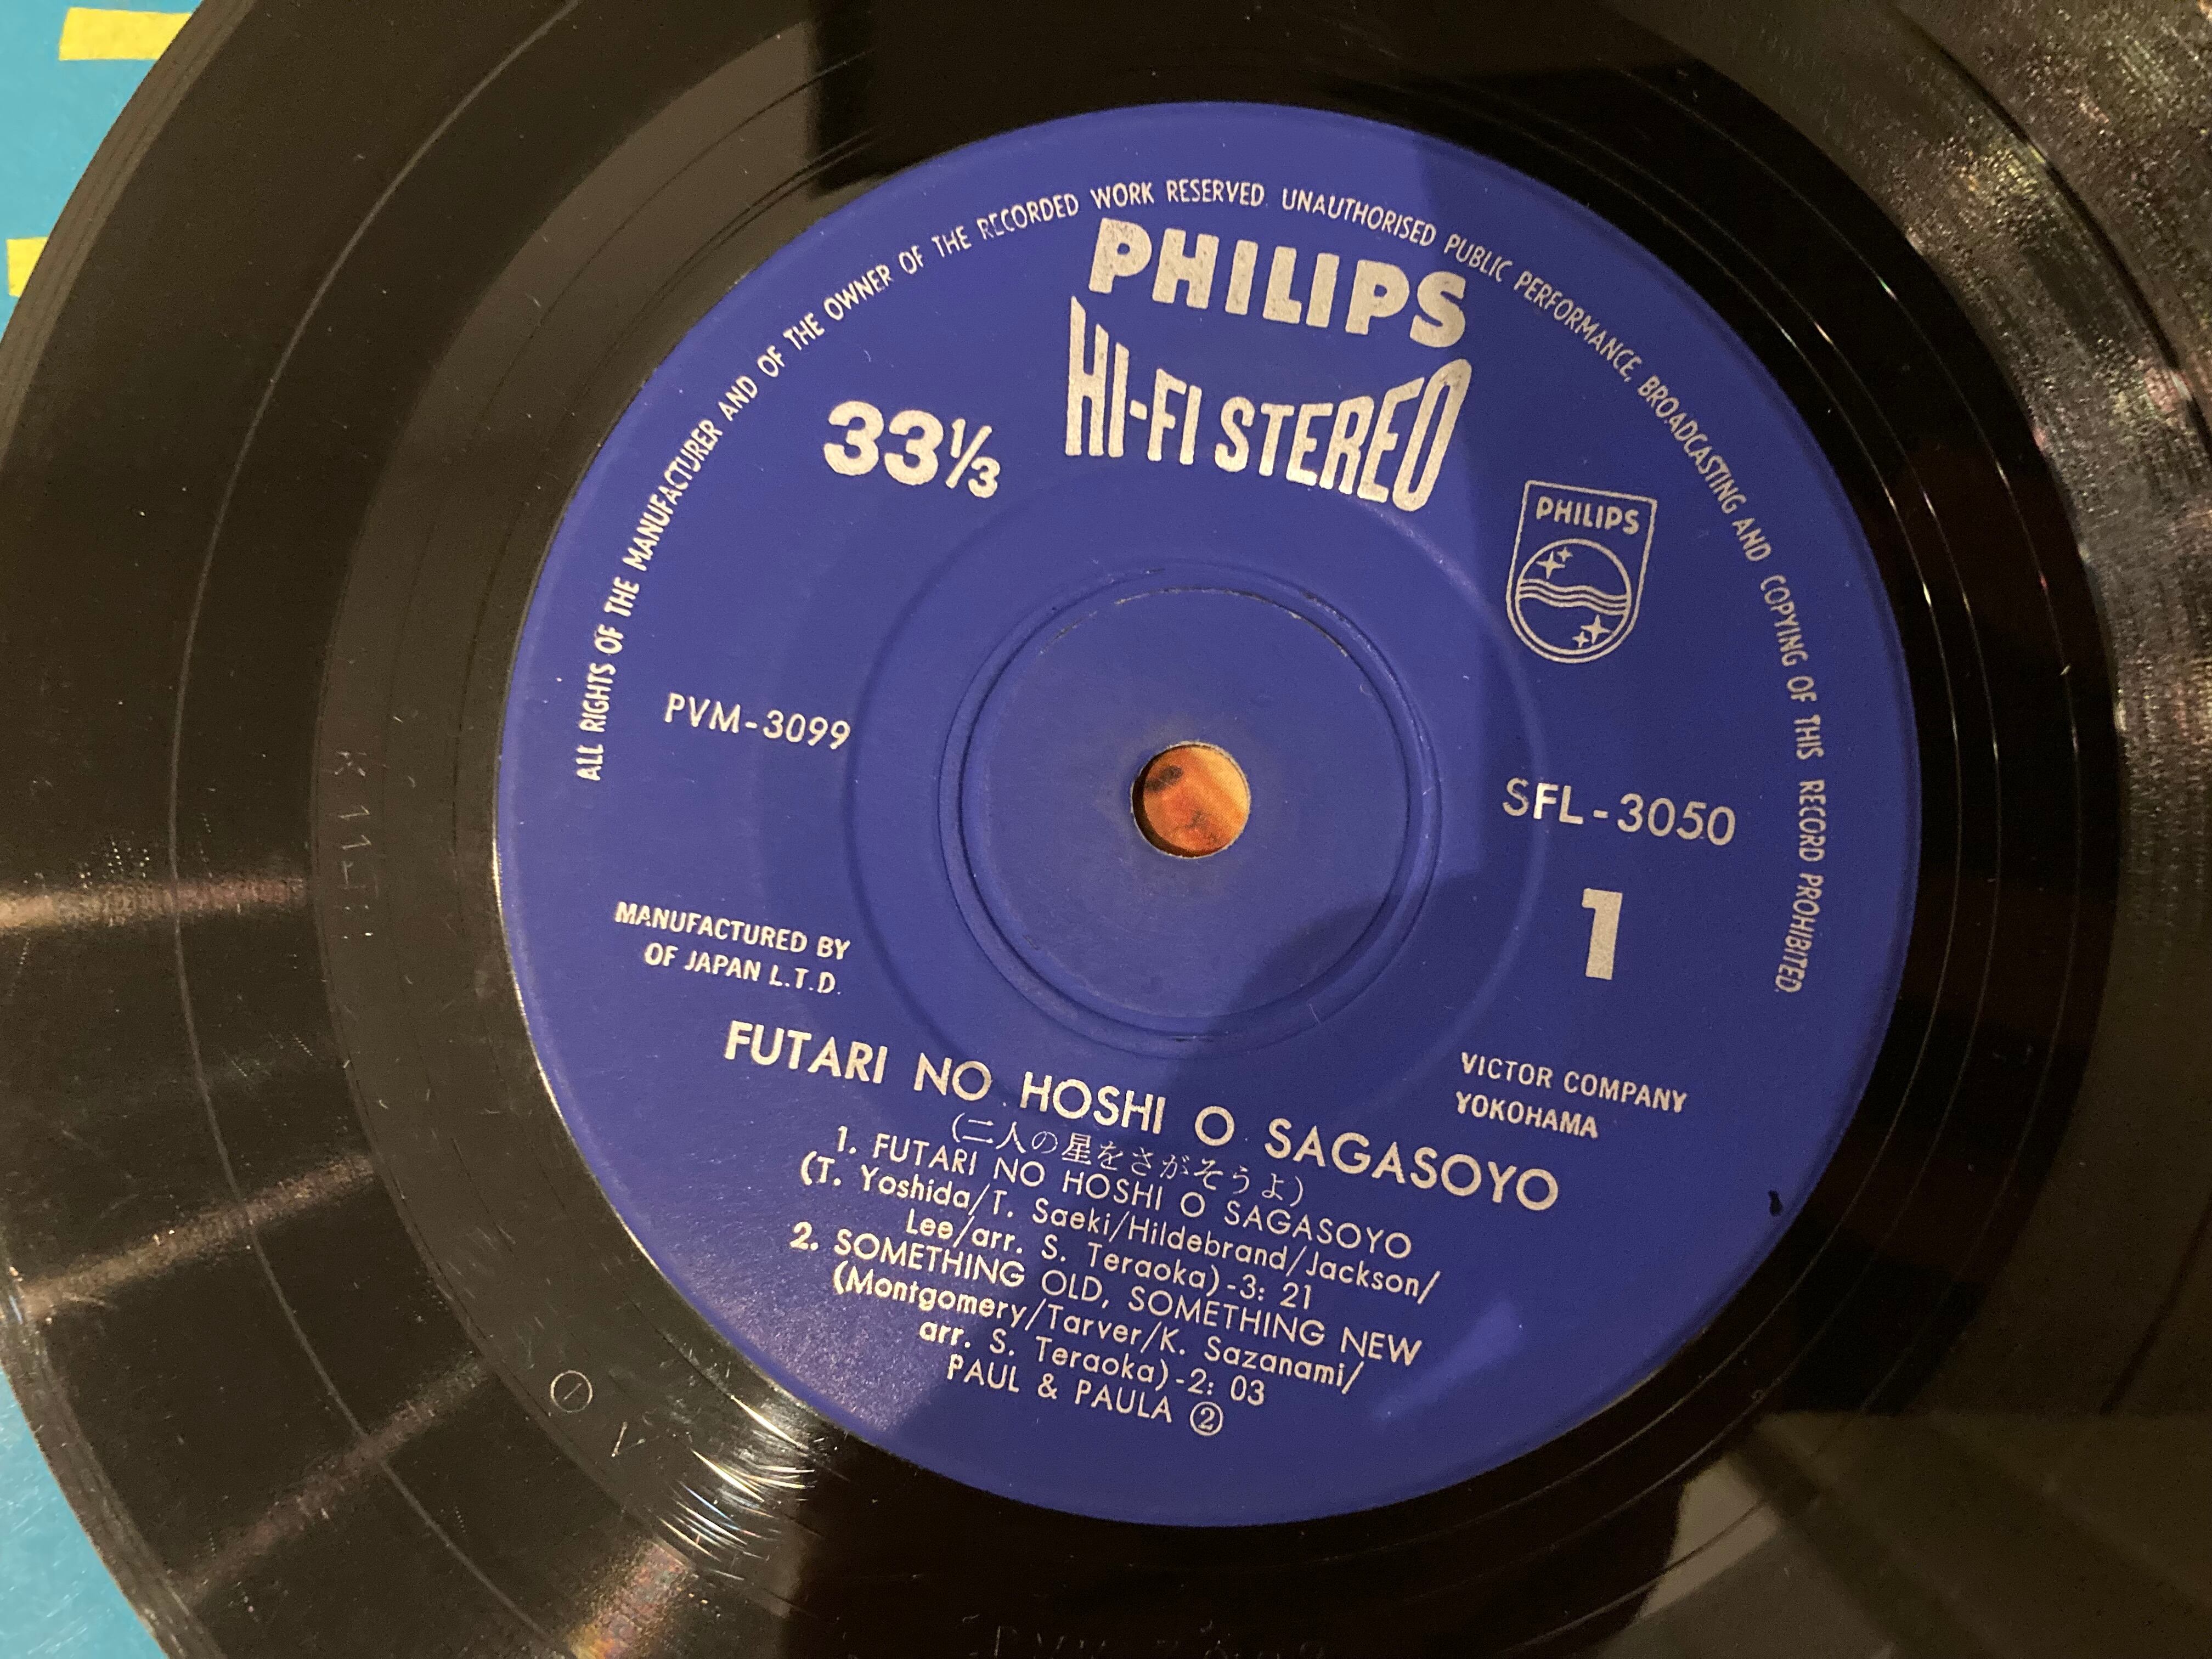 ALL RIGHTS OF THE MANUFACTURER AND OF THE OWNER OF THE RECORDED WORK RESERVED. UNAUTHORISED PUBLIC PERFORMANCE, BROADCASTING AND COPYING OF THIS RECORD PROHIBITED.
PHILIPS
HI-FI STEREO
33⅓
PHILIPS
PVM-3099
SFL-3050
1
MANUFACTURED BY
OF JAPAN L.T.D.
VICTOR COMPANY
YOKOHAMA
FUTARI NO HOSHI O SAGASOYO
(二人の星をさがそうよ)
1. FUTARI NO HOSHI O SAGASOYO
(T. Yoshida/T. Saeki/Hildebrand/Jackson/
Lee/arr. S. Teraoka)-3: 21
2. SOMETHING OLD, SOMETHING NEW
(Montgomery/Tarver/K. Sazanami/
arr. S. Teraoka)-2: 03
PAUL & PAULA ②